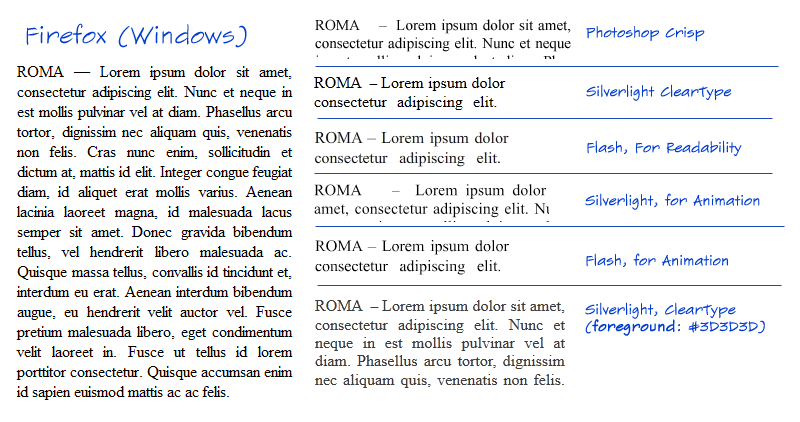 Firefox (Windows)
ROMA — Lorem ipsum dolor sit amet,
consectetur adipiscing elit. Nunc et neque in
est mollis pulvinar vel at diam. Phasellus arcu
tortor, dignissim nec aliquam quis, venenatis
non felis. Cras nunc enim, sollicitudin et
dictum at, mattis id elit. Integer congue feugiat
diam, id aliquet erat mollis varius. Aenean
lacinia laoreet magna, id malesuada lacus
semper sit amet. Donec gravida bibendum
tellus, vel hendrerit libero malesuada ac.
Quisque massa tellus, convallis id tincidunt et,
interdum eu erat. Aenean interdum bibendum
augue, eu hendrerit velit auctor vel. Fusce
pretium malesuada libero, eget condimentum
velit laoreet in. Fusce ut tellus id lorem
porttitor consectetur. Quisque accumsan enim
id sapien euismod mattis ac ac felis.
ROMA – Lorem ipsum dolor sit amet,
consectetur adipiscing elit. Nunc et neque
Photoshop Crisp
ROMA – Lorem ipsum dolor
consectetur adipiscing elit.
Silverlight ClearType
ROMA – Lorem ipsum dolor
consectetur adipiscing elit.
Flash, For Readability
ROMA – Lorem ipsum dolor
amet, consectetur adipiscing elit. Nu
Silverlight, for Animation
ROMA – Lorem ipsum dolor
consectetur adipiscing elit.
Flash, for Animation
ROMA – Lorem ipsum dolor sit amet,
consectetur adipiscing elit. Nunc et
neque in est mollis pulvinar vel at
diam. Phasellus arcu tortor, dignissim
nec aliquam quis, venenatis non felis.
Silverlight, ClearType
(foreground: #3D3D3D)